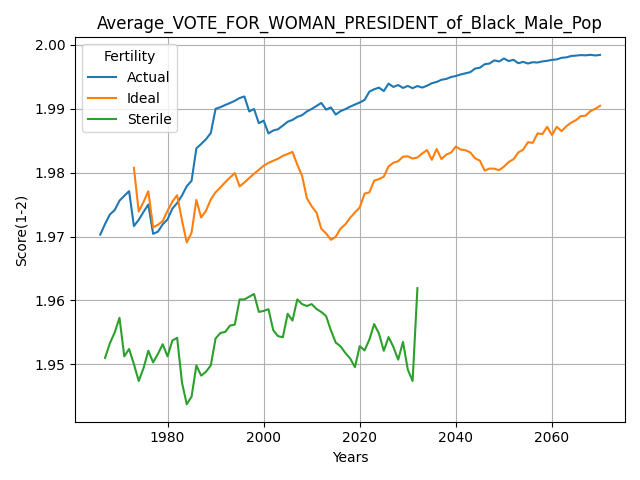 Average_VOTE_FOR_WOMAN_PRESIDENT_of_Black_Male_Pop
Fertility
Actual
Ideal
Sterile
2.00
1.99
1.98
1.97
1.96
1.95
Score(1-2)
1980 2000 2020 2040 2060
Years